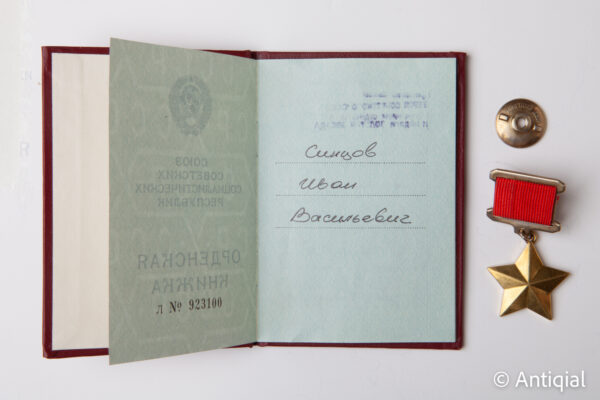 СОЮЗ
СОВЕТСКИХ
СОЦИАЛИСТИЧЕСКИХ
РЕСПУБЛИК
ОРДЕНСКАЯ
КНИЖКА
Л № 923100
Синцов
Иван
Васильевич
© Antiqial